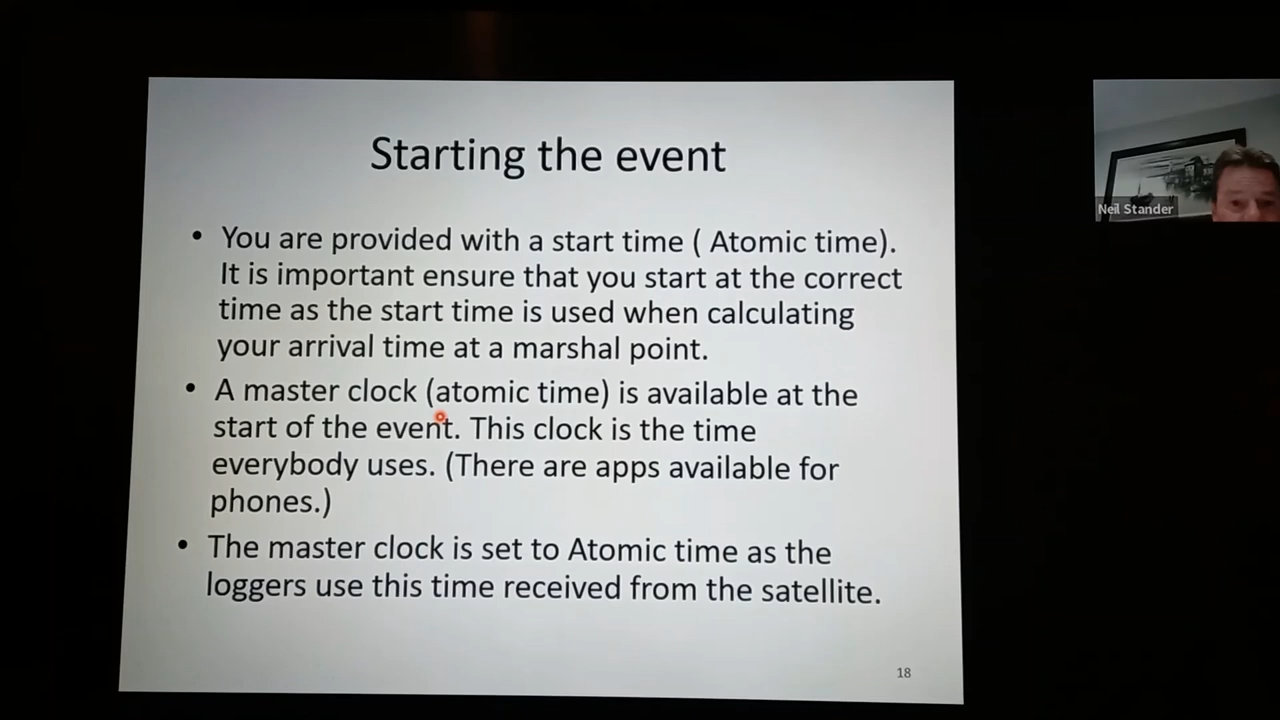 Starting the event
• You are provided with a start time ( Atomic time).
It is important ensure that you start at the correct
time as the start time is used when calculating
your arrival time at a marshal point.
• A master clock (atomic time) is available at the
start of the event. This clock is the time
everybody uses. (There are apps available for
phones.)
• The master clock is set to Atomic time as the
loggers use this time received from the satellite.
18
Neil Stander